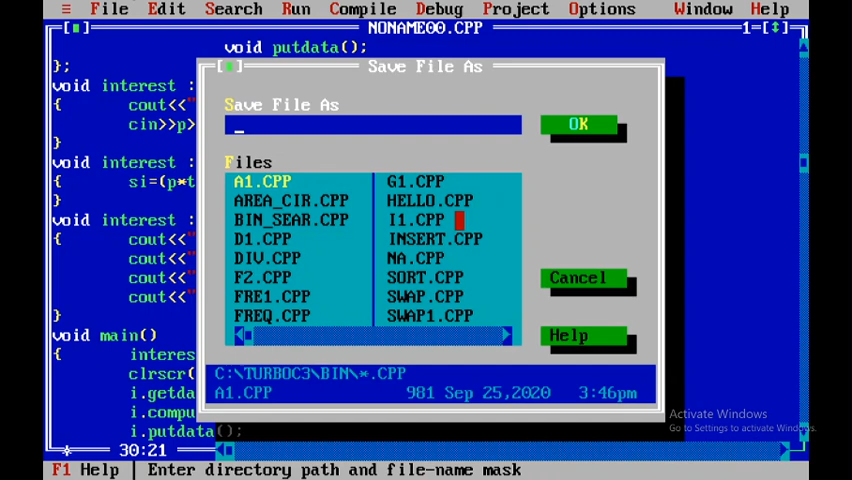 ≡ File Edit Search Run Compile Debug Project Options Window Help
[■] NONAME00.CPP 1=[↕]
void putdata();
};
void interest :
{ cout<<"
cin>>p>
}
void interest :
{ si=(p*t
void interest :
{ cout<<"
cout<<"
cout<<"
cout<<"
}
void main()
{ interes
clrscr(
i.getda
i.compu
i.putdata();
30:21
[■] Save File As
Save File As
OK
Files
A1.CPP G1.CPP
AREA_CIR.CPP HELLO.CPP
BIN_SEAR.CPP I1.CPP
D1.CPP INSERT.CPP
DIV.CPP NA.CPP
F2.CPP SORT.CPP
FRE1.CPP SWAP.CPP
FREQ.CPP SWAP1.CPP
Cancel
Help
C:\TURBOC3\BIN\*.CPP
A1.CPP 981 Sep 25,2020 3:46pm
Activate Windows
Go to Settings to activate Windows.
F1 Help | Enter directory path and file-name mask